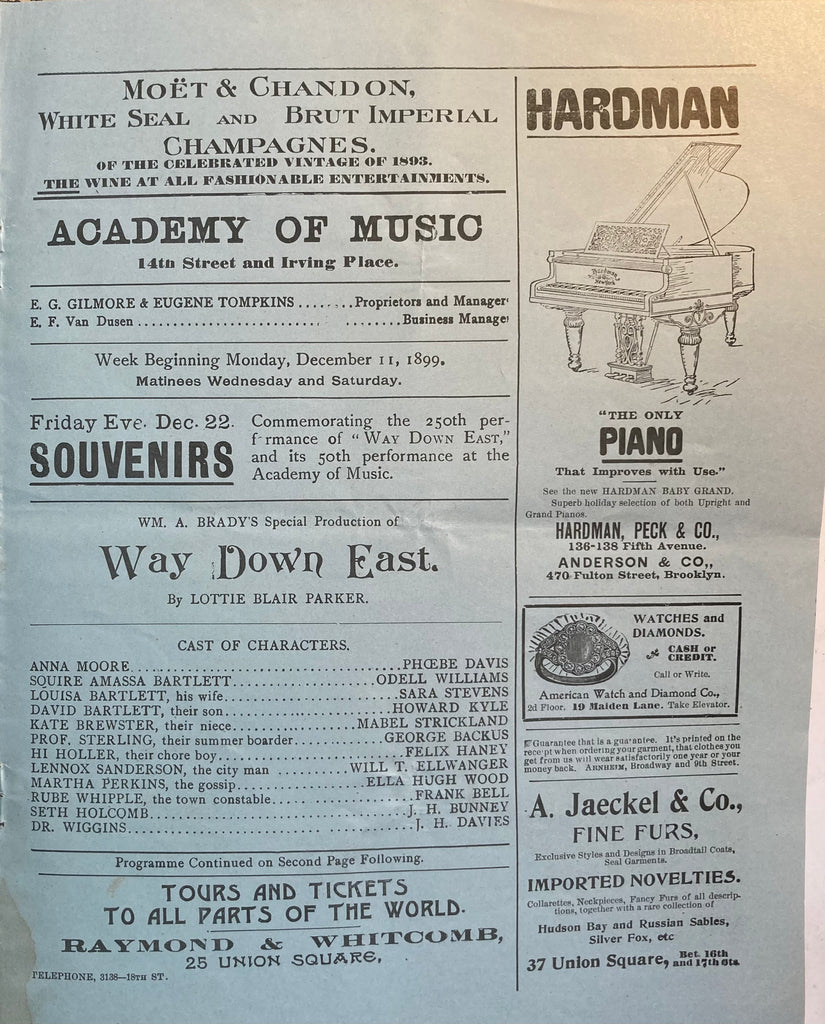 MOËT & CHANDON,
WHITE SEAL AND BRUT IMPERIAL
CHAMPAGNES.
OF THE CELEBRATED VINTAGE OF 1893.
THE WINE AT ALL FASHIONABLE ENTERTAINMENTS.
ACADEMY OF MUSIC
14th Street and Irving Place.
E. G. GILMORE & EUGENE TOMPKINS ........Proprietors and Manager
E. F. Van Dusen ........................ ........Business Manage
Week Beginning Monday, December 11, 1899.
Matinees Wednesday and Saturday.
Friday Eve. Dec. 22.
SOUVENIRS
Commemorating the 250th per-
f rmance of "WAY DOWN EAST,"
and its 50th performance at the
Academy of Music.
WM. A. BRADY'S Special Production of
Way Down East.
By LOTTIE BLAIR PARKER.
CAST OF CHARACTERS.
ANNA MOORE..............................PHŒBE DAVIS
SQUIRE AMASSA BARTLETT..................ODELL WILLIAMS
LOUISA BARTLETT, his wife......................SARA STEVENS
DAVID BARTLETT, their son......................HOWARD KYLE
KATE BREWSTER, their niece................MABEL STRICKLAND
PROF. STERLING, their summer boarder............GEORGE BACKUS
HI HOLLER, their chore boy.........................FELIX HANEY
LENNOX SANDERSON, the city man ..........WILL T. ELLWANGER
MARTHA PERKINS, the gossip.................ELLA HUGH WOOD
RUBE WHIPPLE, the town constable..................FRANK BELL
SETH HOLCOMB.................................J. H. BUNNEY
DR. WIGGINS....................................J. H. DAVIES
Programme Continued on Second Page Following.
TOURS AND TICKETS
TO ALL PARTS OF THE WORLD.
RAYMOND & WHITCOMB,
25 UNION SQUARE,
TELEPHONE, 3138—18TH ST.
HARDMAN
Hardman
New York
"THE ONLY
PIANO
That Improves with Use."
See the new HARDMAN BABY GRAND.
Superb holiday selection of both Upright and
Grand Pianos.
HARDMAN, PECK & CO.,
136-138 Fifth Avenue.
ANDERSON & CO.,
470 Fulton Street, Brooklyn.
WATCHES and
DIAMONDS.
CASH or
CREDIT.
Call or Write.
American Watch and Diamond Co.,
2d Floor. 19 Maiden Lane. Take Elevator.
Guarantee that is a guarantee. It's printed on the
receipt when ordering your garment, that clothes you
get from us will wear satisfactorily one year or your
money back. ARNHEIM, Broadway and 9th Street.
A. Jaeckel & Co.,
FINE FURS,
Exclusive Styles and Designs in Broadtail Coats,
Seal Garments.
IMPORTED NOVELTIES.
Collarettes, Neckpieces, Fancy Furs of all descrip-
tions, together with a rare collection of
Hudson Bay and Russian Sables,
Silver Fox, etc
37 Union Square, Bet. 16th and 17th Sts.